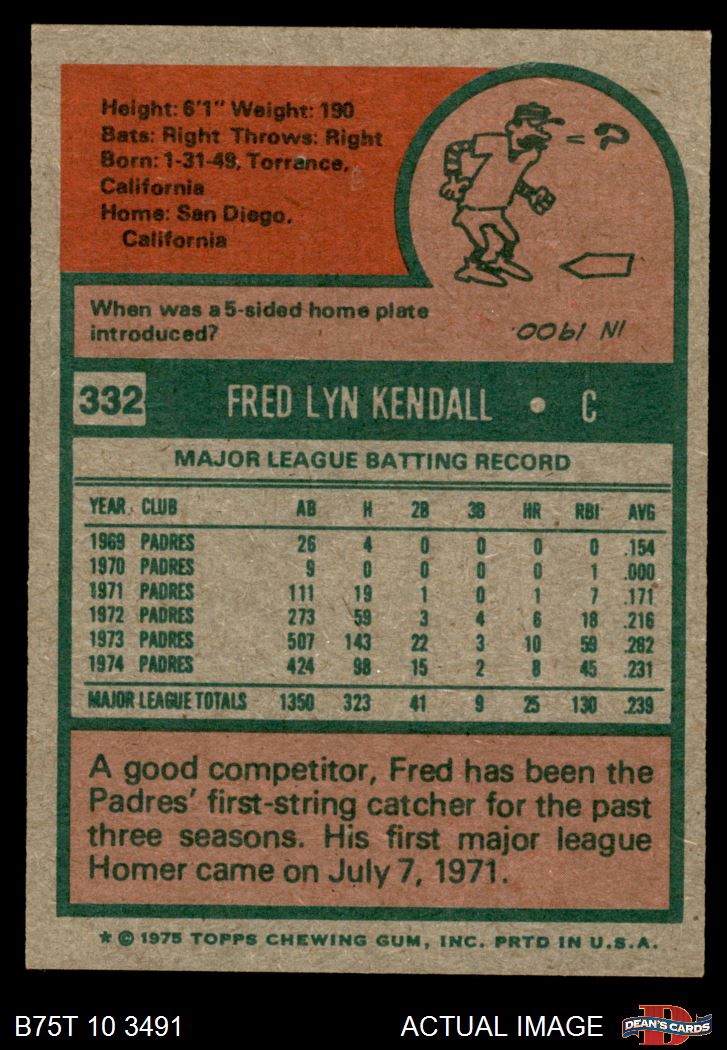 Height: 6'1" Weight: 190
Bats: Right Throws: Right
Born: 1-31-49, Torrance,
California
Home: San Diego,
California
When was a 5-sided home plate
introduced?
IN 1900.
332 FRED LYN KENDALL • C
MAJOR LEAGUE BATTING RECORD
YEAR CLUB AB H 2B 3B HR RBI AVG
1969 PADRES 26 4 0 0 0 0 .154
1970 PADRES 9 0 0 0 0 1 .000
1971 PADRES 111 19 1 0 1 7 .171
1972 PADRES 273 59 3 4 6 18 .216
1973 PADRES 507 143 22 3 10 59 .282
1974 PADRES 424 98 15 2 8 45 .231
MAJOR LEAGUE TOTALS 1350 323 41 9 25 130 .239
A good competitor, Fred has been the
Padres' first-string catcher for the past
three seasons. His first major league
Homer came on July 7, 1971.
* © 1975 TOPPS CHEWING GUM, INC. PRTD IN U.S.A.
B75T 10 3491 ACTUAL IMAGE DEAN'S CARDS